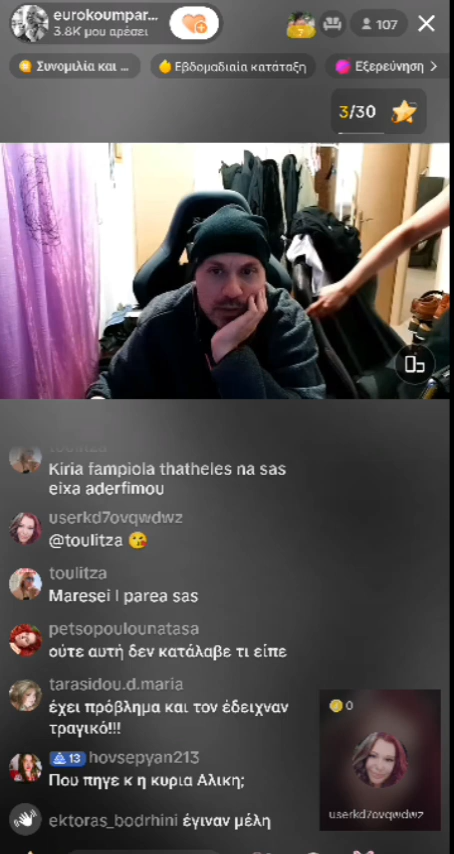 eurokoumpar...
3.8K μου αρέσει
7
107
Συνομιλία και ...
Εβδομαδιαία κατάταξη
Εξερεύνηση
3/30
toulitza
Kiria fampiola thatheles na sas
eixa aderfimou
userkd7ovqwdwz
@toulitza 😘
toulitza
Maresei l parea sas
petsopoulounatasa
ούτε αυτή δεν κατάλαβε τι είπε
tarasidou.d.maria
έχει πρόβλημα και τον έδειχναν
τραγικό!!!
13 hovsepyan213
Που πηγε κ η κυρια Αλικη;
ektoras_bodrhini έγιναν μέλη
0
userkd7ovqwdwz